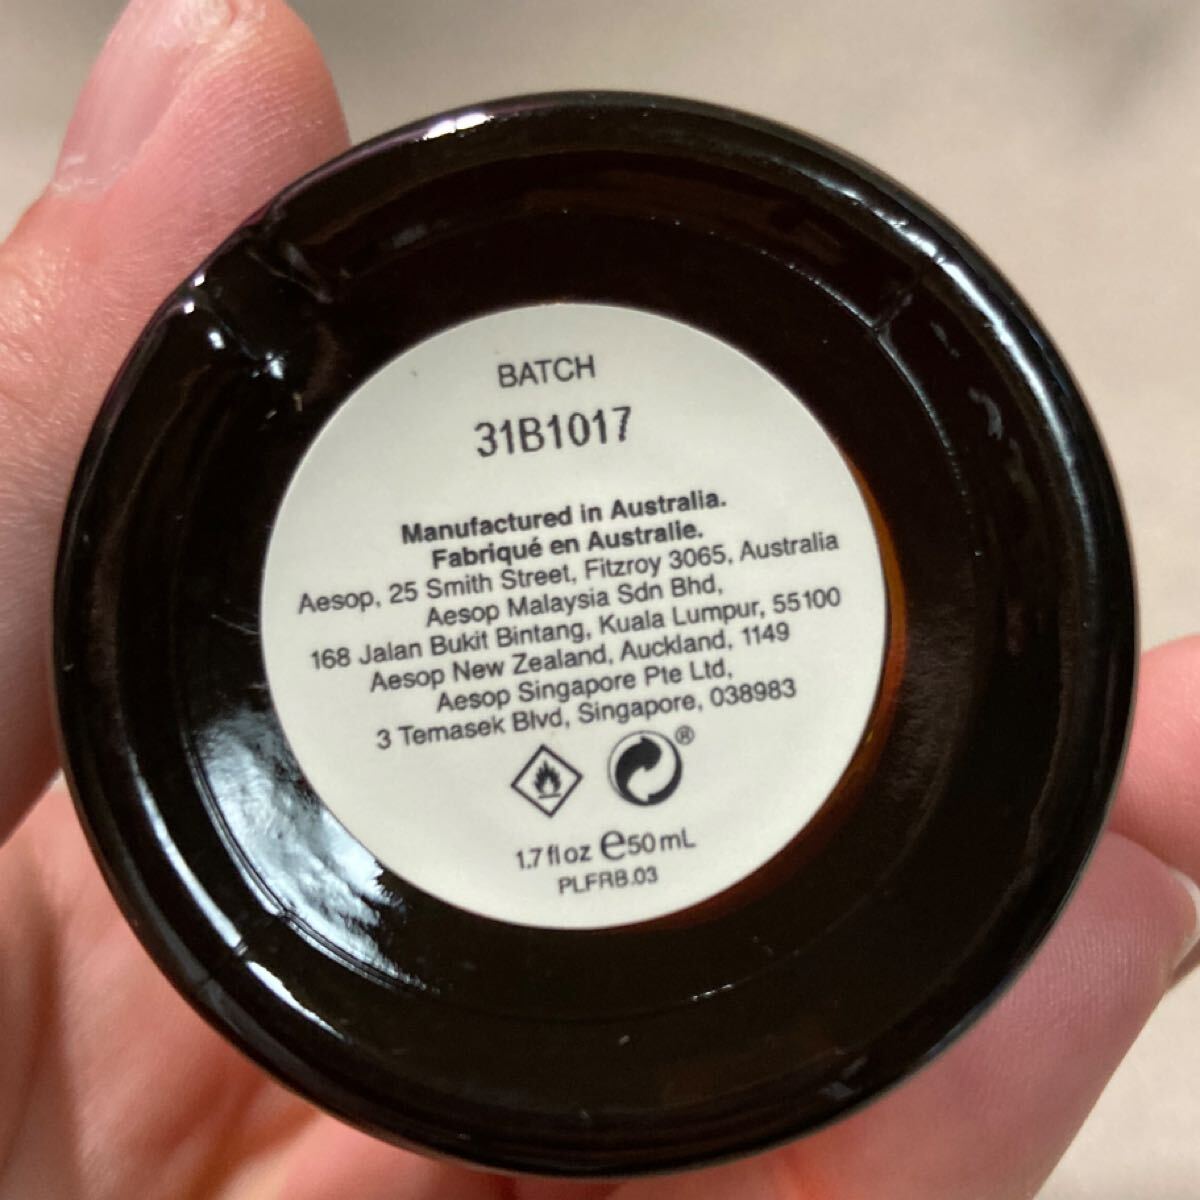 BATCH
31B1017
Manufactured in Australia.
Fabriqué en Australie.
Aesop, 25 Smith Street, Fitzroy 3065, Australia
Aesop Malaysia Sdn Bhd,
168 Jalan Bukit Bintang, Kuala Lumpur, 55100
Aesop New Zealand, Auckland, 1149
Aesop Singapore Pte Ltd,
3 Temasek Blvd, Singapore, 038983
®
1.7 fl oz ℮50 mL
PLFRB.03